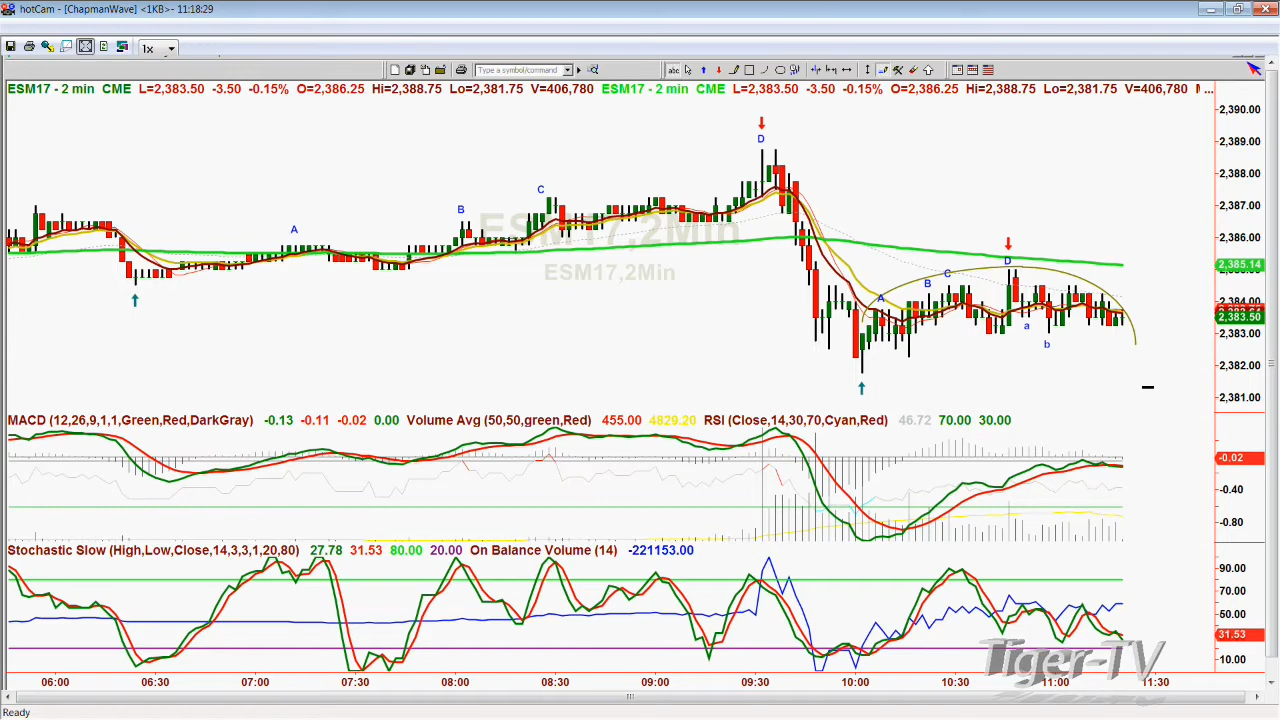 hotCam - [ChapmanWave] <1KB>- 11:18:29
1x
abc
Type a symbol/command
ESM17 - 2 min CME L=2,383.50 -3.50 -0.15% O=2,386.25 Hi=2,388.75 Lo=2,381.75 V=406,780 ESM17 - 2 min CME L=2,383.50 -3.50 -0.15% O=2,386.25 Hi=2,388.75 Lo=2,381.75 V=406,780 ...
2,390.00
2,389.00
2,388.00
2,387.00
2,386.00
2,385.14
2,384.00
2,383.50
2,383.00
2,382.00
2,381.00
ESM17,2Min
ESM17,2Min
A
B
C
D
A
B
C
D
a
b
MACD (12,26,9,1,1,Green,Red,DarkGray) -0.13 -0.11 -0.02 0.00 Volume Avg (50,50,green,Red) 455.00 4829.20 RSI (Close,14,30,70,Cyan,Red) 46.72 70.00 30.00
-0.02
-0.40
-0.80
Stochastic Slow (High,Low,Close,14,3,3,1,20,80) 27.78 31.53 80.00 20.00 On Balance Volume (14) -221153.00
90.00
70.00
50.00
31.53
10.00
Tiger-TV
06:00 06:30 07:00 07:30 08:00 08:30 09:00 09:30 10:00 10:30 11:00 11:30
Ready